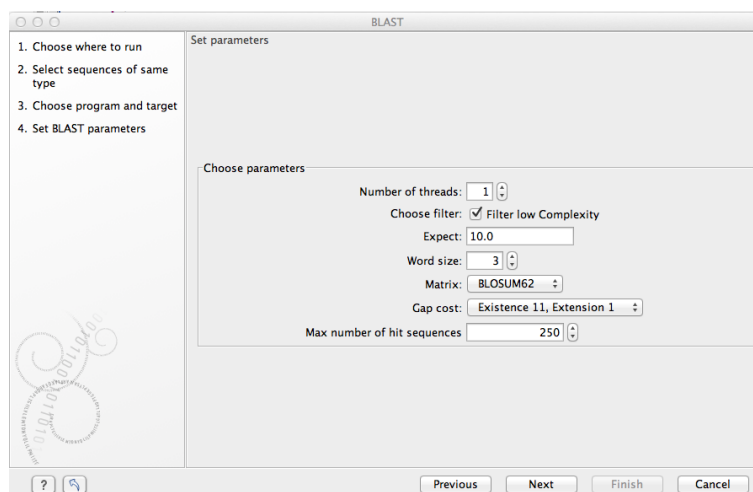 BLAST
1. Choose where to run
2. Select sequences of same
type
3. Choose program and target
4. Set BLAST parameters
Set parameters
Choose parameters
Number of threads: 1
Choose filter: Filter low Complexity
Expect: 10.0
Word size: 3
Matrix: BLOSUM62
Gap cost: Existence 11, Extension 1
Max number of hit sequences 250
? Previous Next Finish Cancel